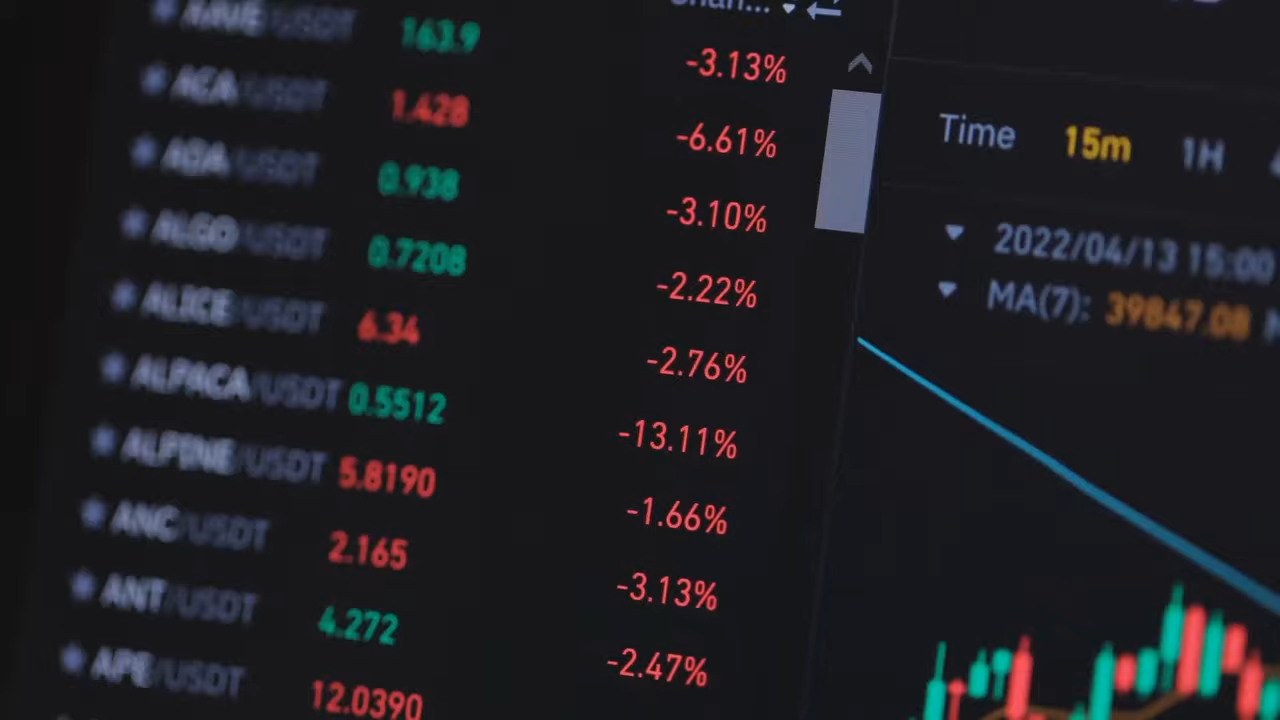 Chan...
AAVE/USDT 163.9 -3.13%
ACA/USDT 1.428 -6.61%
ADA/USDT 0.938 -3.10%
ALGO/USDT 0.7208 -2.22%
ALICE/USDT 6.34 -2.76%
ALPACA/USDT 0.5512 -13.11%
ALPINE/USDT 5.8190 -1.66%
ANC/USDT 2.165 -3.13%
ANT/USDT 4.272 -2.47%
APE/USDT 12.0390
Time 15m 1H
2022/04/13 15:00
MA(7): 39847.08